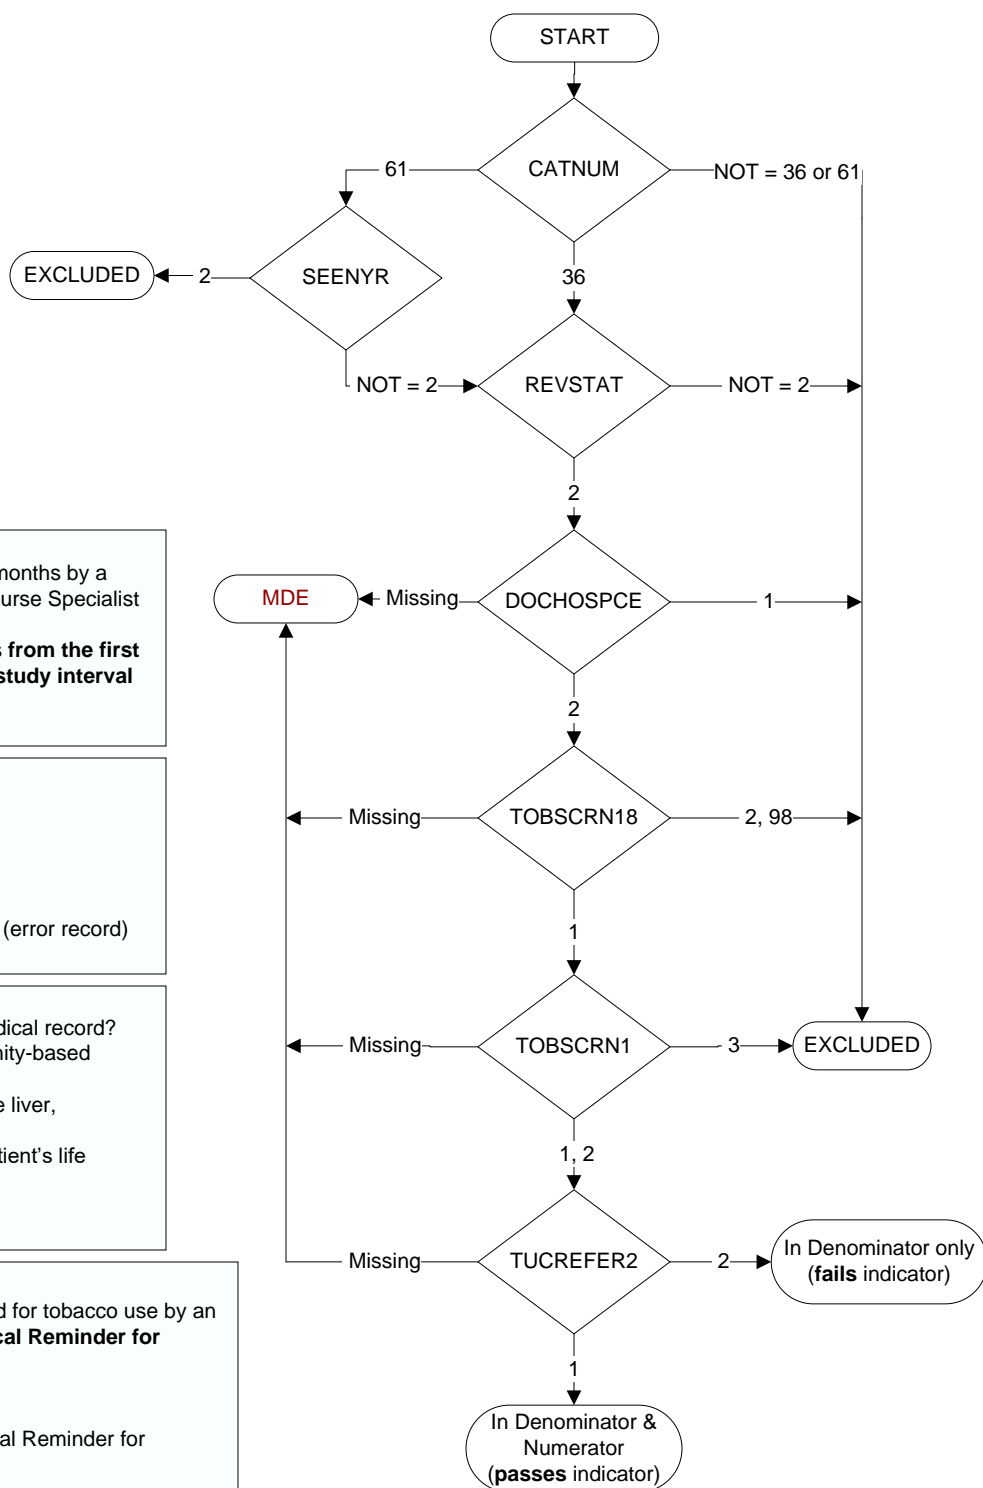 START
CATNUM
61
NOT = 36 or 61
36
SEENYR
2
EXCLUDED
NOT = 2
REVSTAT
NOT = 2
2
DOCHOSPCE
Missing
MDE
1
2
TOBSCRN18
Missing
2, 98
1
TOBSCRN1
Missing
3
EXCLUDED
1, 2
TUCREFER2
Missing
2
In Denominator only
(fails indicator)
1
In Denominator &
Numerator
(passes indicator)
months by a
urse Specialist
s from the first
study interval
(error record)
dical record?
nity-based
e liver,
tient's life
d for tobacco use by an
cal Reminder for
al Reminder for